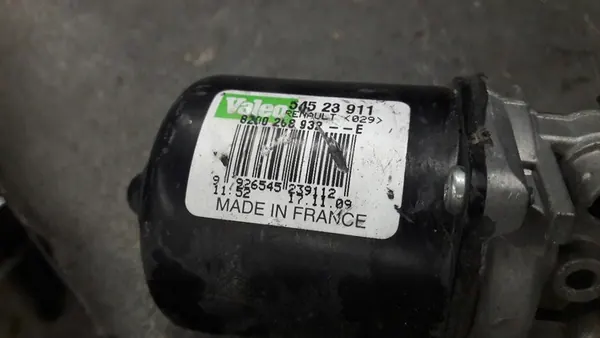 Valeo 545 23 911
RENAULT <029>
8200 268 932 -- E
9 926545 239112
11:52 17.11.09
MADE IN FRANCE